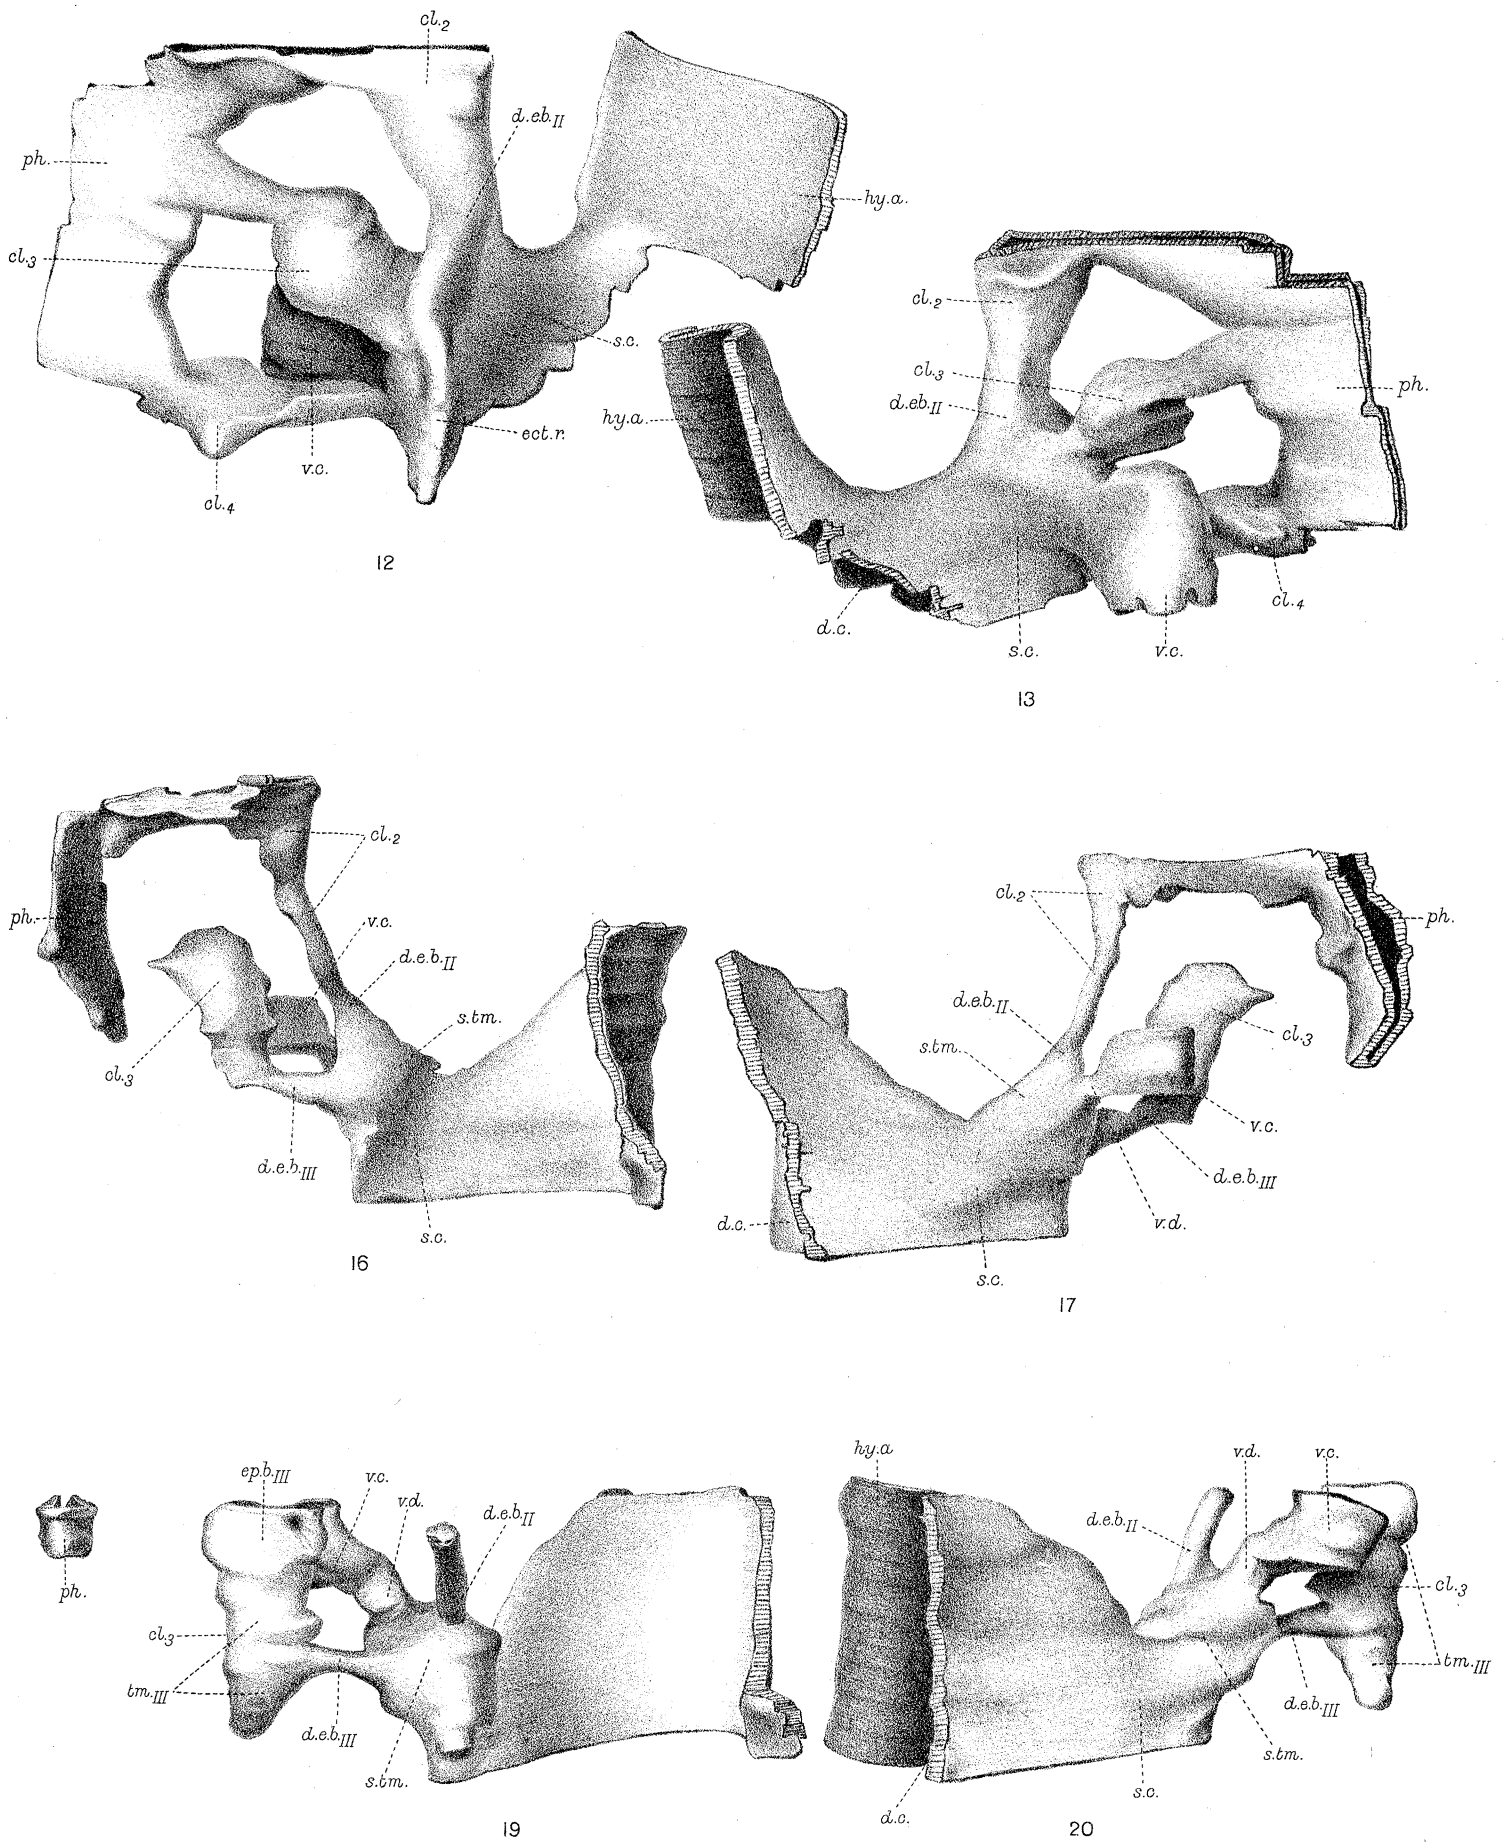 cl.2
d.eb.II
ph.
hy.a.
cl.3
s.c.
ect.r.
v.c.
cl.4
12
cl.2
cl.3
ph.
d.eb.II
hy.a.
cl.4
d.c.
s.c.
v.c.
13
cl.2
ph.
v.c.
d.e.b.II
s.tm.
cl.3
d.e.b.III
s.c.
16
cl.2
ph.
d.e.b.II
cl.3
s.tm.
v.c.
d.e.b.III
d.c.
v.d.
s.c.
17
ep.b.III
v.c.
v.d.
d.e.b.II
ph.
cl.3
tm.III
d.e.b.III
s.tm.
19
hy.a
v.d.
v.c.
d.e.b.II
cl.3
tm.III
d.e.b.III
s.tm.
s.c.
d.c.
20